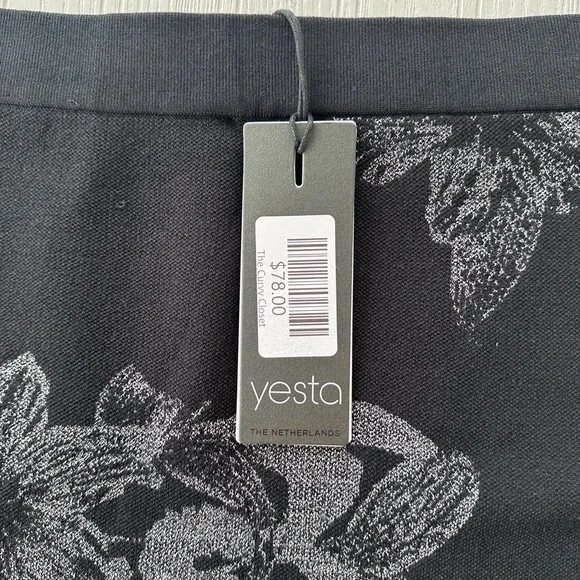 $78.00
The Curvy Closet
yesta
THE NETHERLANDS